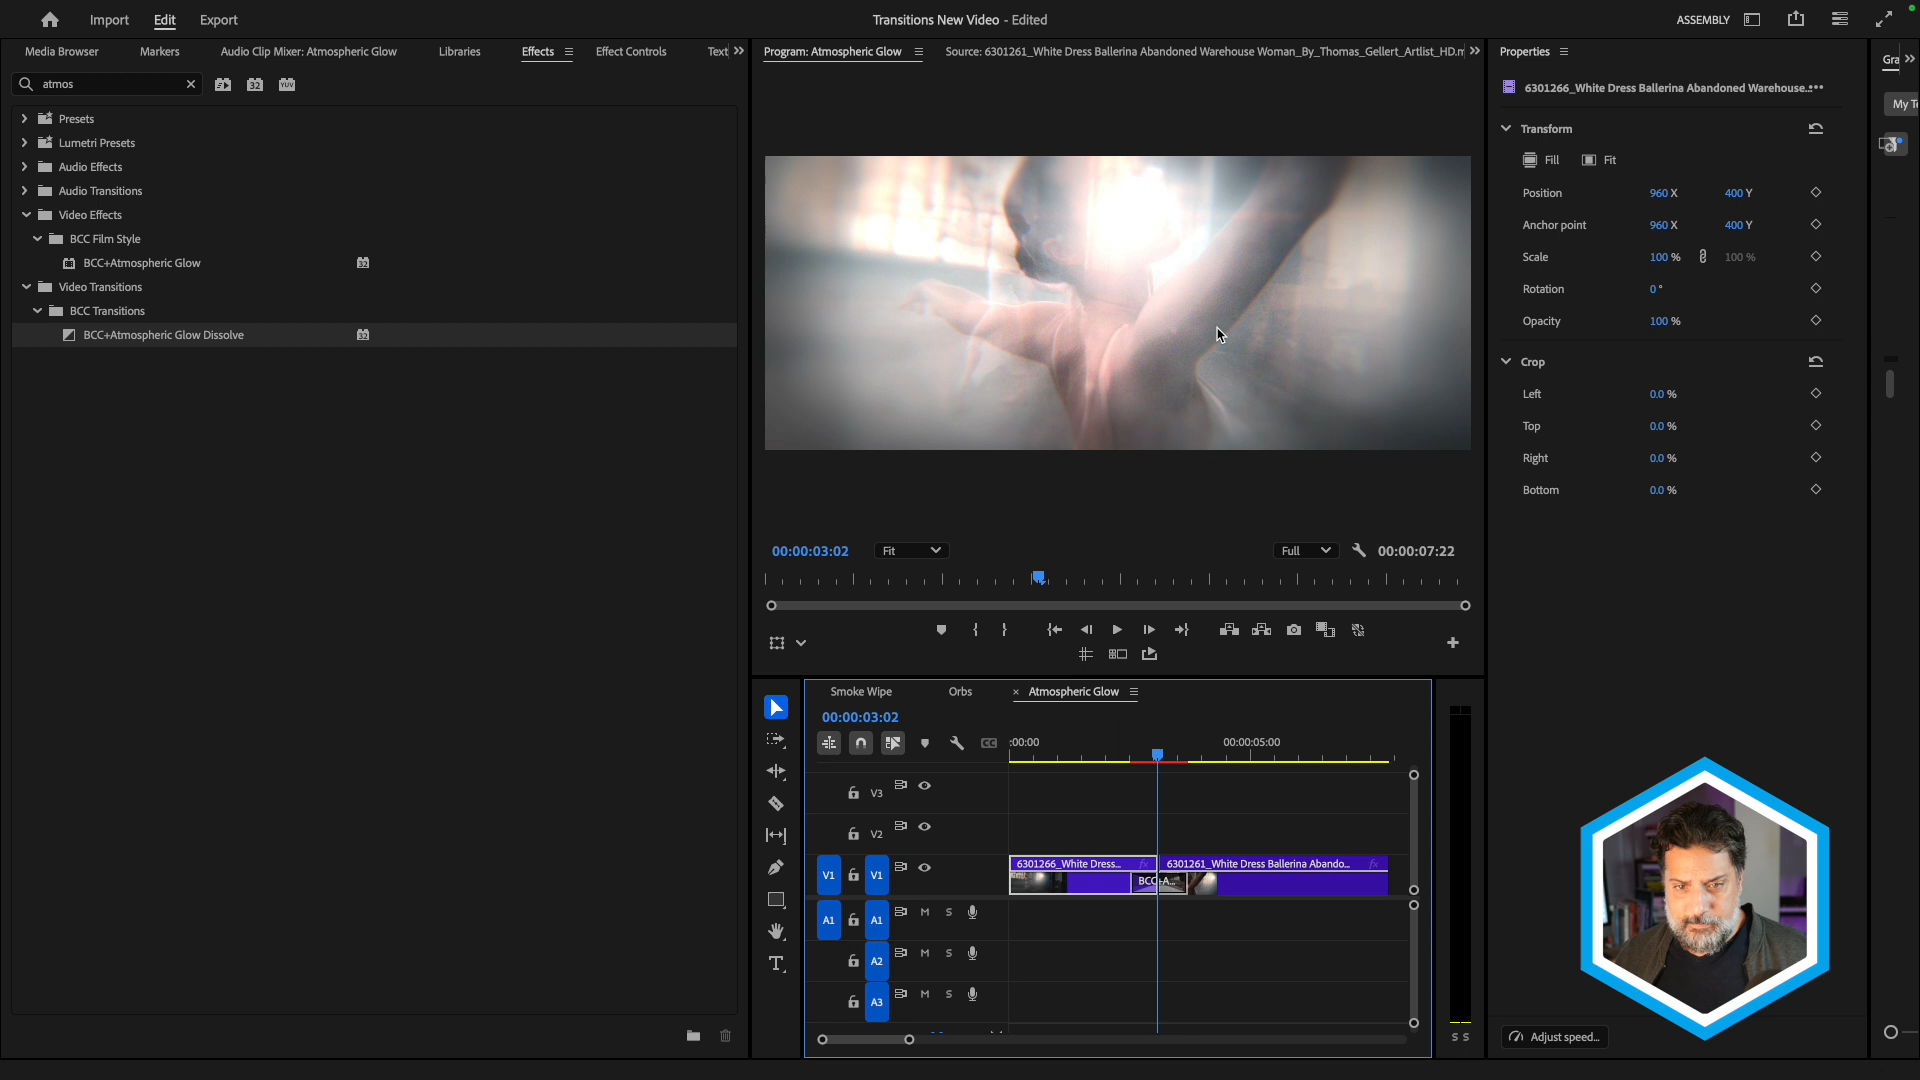 Import Edit Export Transitions New Video - Edited ASSEMBLY
Media Browser Markers Audio Clip Mixer: Atmospheric Glow Libraries Effects Effect Controls Text
atmos
Presets
Lumetri Presets
Audio Effects
Audio Transitions
Video Effects
BCC Film Style
BCC+Atmospheric Glow
Video Transitions
BCC Transitions
BCC+Atmospheric Glow Dissolve
Program: Atmospheric Glow Source: 6301261_White Dress Ballerina Abandoned Warehouse Woman_By_Thomas_Gellert_Artlist_HD.m
00:00:03:02 Fit Full 00:00:07:22
Smoke Wipe Orbs × Atmospheric Glow
00:00:03:02
:00:00 00:00:05:00
V3
V2
V1 V1 6301266_White Dress... fx 6301261_White Dress Ballerina Abando... fx
BCC+A...
A1 A1 M S
A2 M S
A3 M S
S S
Properties
6301266_White Dress Ballerina Abandoned Warehouse...
Transform
Fill Fit
Position 960 X 400 Y
Anchor point 960 X 400 Y
Scale 100 % 100 %
Rotation 0 °
Opacity 100 %
Crop
Left 0.0 %
Top 0.0 %
Right 0.0 %
Bottom 0.0 %
Adjust speed...
Gra
My T